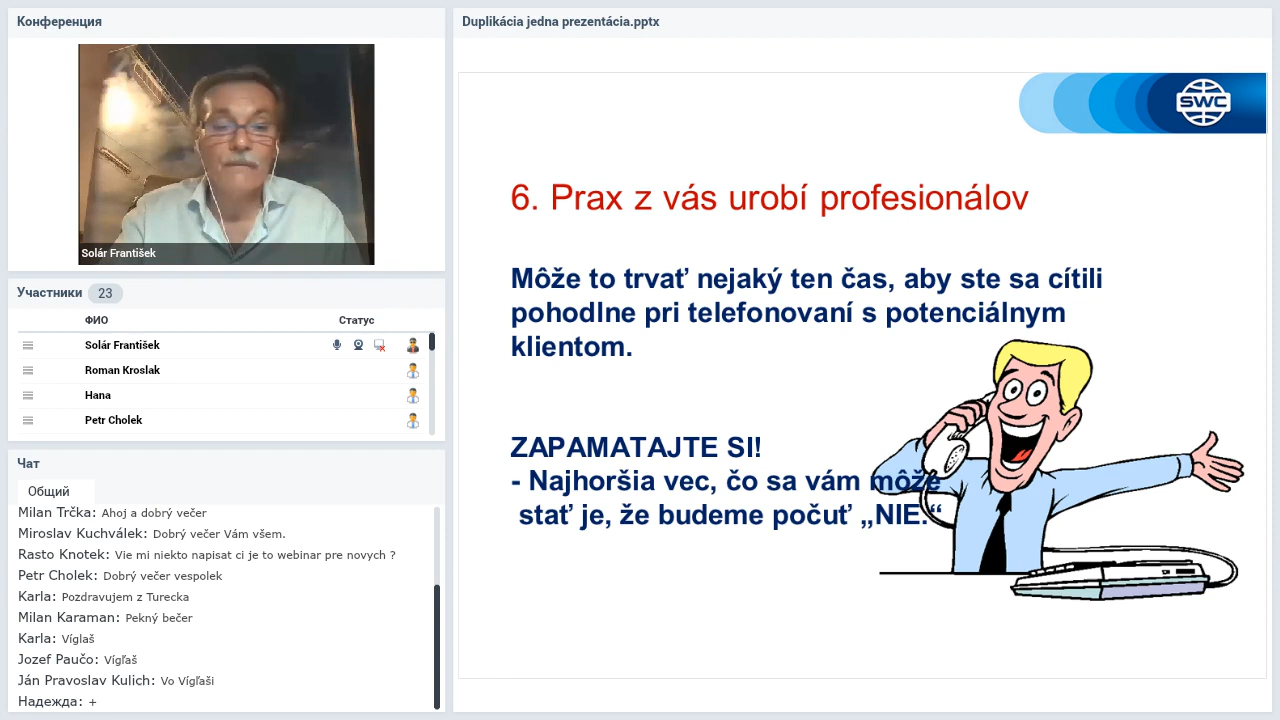 Конференция
Solár František
Участники 23
ФИО Статус
Solár František
Roman Kroslak
Hana
Petr Cholek
Чат
Общий
Milan Trčka: Ahoj a dobrý večer
Miroslav Kuchválek: Dobrý večer Vám všem.
Rasto Knotek: Vie mi niekto napisat ci je to webinar pre novych ?
Petr Cholek: Dobrý večer vespolek
Karla: Pozdravujem z Turecka
Milan Karaman: Pekný bečer
Karla: Víglaš
Jozef Paučo: Vígľaš
Ján Pravoslav Kulich: Vo Vígľaši
Надежда: +
Duplikácia jedna prezentácia.pptx
SWC
6. Prax z vás urobí profesionálov
Môže to trvať nejaký ten čas, aby ste sa cítili
pohodlne pri telefonovaní s potenciálnym
klientom.
ZAPAMATAJTE SI!
- Najhoršia vec, čo sa vám môže
stať je, že budeme počuť „NIE.“